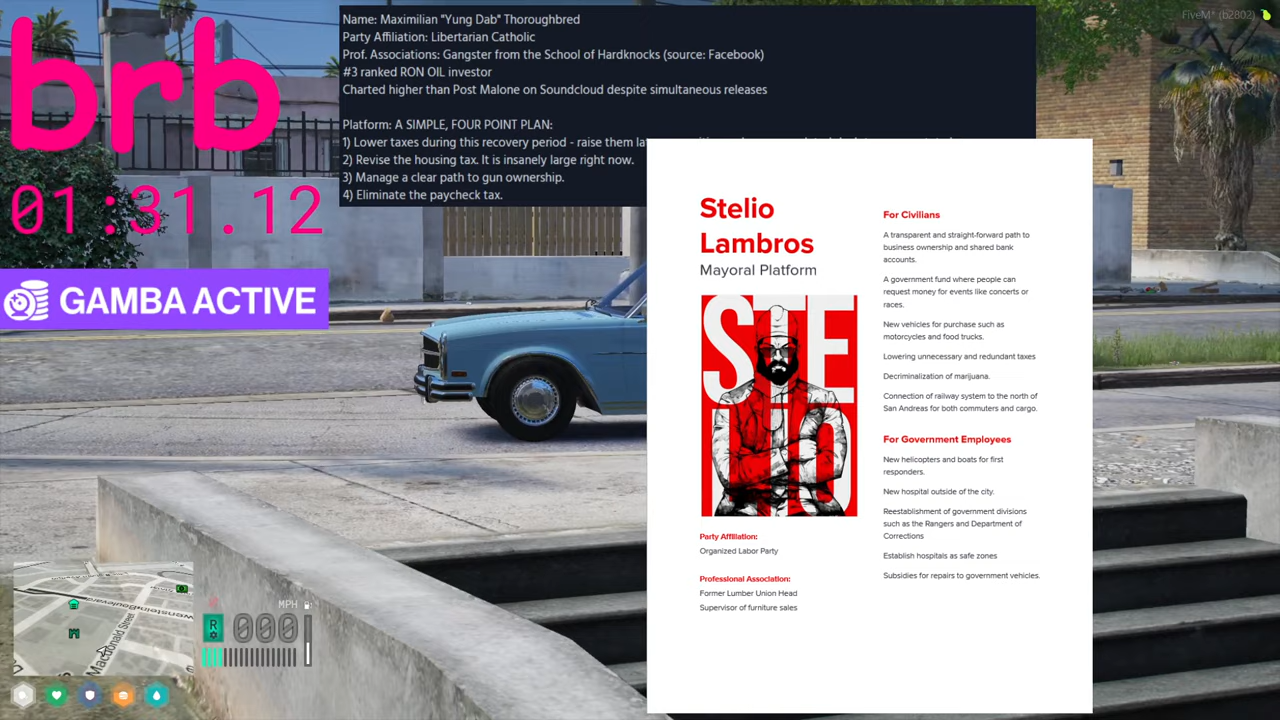 brb
01:31.12
GAMBA ACTIVE
FiveM* (b2802)
Name: Maximilian "Yung Dab" Thoroughbred
Party Affiliation: Libertarian Catholic
Prof. Associations: Gangster from the School of Hardknocks (source: Facebook)
#3 ranked RON OIL investor
Charted higher than Post Malone on Soundcloud despite simultaneous releases
Platform: A SIMPLE, FOUR POINT PLAN:
1) Lower taxes during this recovery period - raise them
2) Revise the housing tax. It is insanely large right now.
3) Manage a clear path to gun ownership.
4) Eliminate the paycheck tax.
Stelio
Lambros
Mayoral Platform
STE
LIO
Party Affiliation:
Organized Labor Party
Professional Association:
Former Lumber Union Head
Supervisor of furniture sales
For Civilians
A transparent and straight-forward path to
business ownership and shared bank
accounts.
A government fund where people can
request money for events like concerts or
races.
New vehicles for purchase such as
motorcycles and food trucks.
Lowering unnecessary and redundant taxes
Decriminalization of marijuana.
Connection of railway system to the north of
San Andreas for both commuters and cargo.
For Government Employees
New helicopters and boats for first
responders.
New hospital outside of the city.
Reestablishment of government divisions
such as the Rangers and Department of
Corrections
Establish hospitals as safe zones
Subsidies for repairs to government vehicles.
MPH
R
000
Macdonald Street